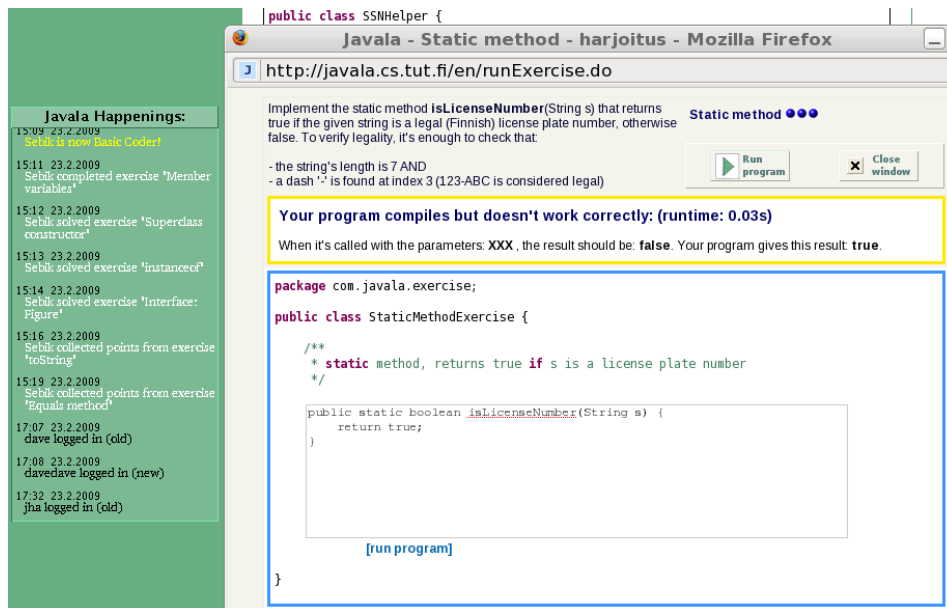 public class SSNHelper {
Javala - Static method - harjoitus - Mozilla Firefox
J http://javala.cs.tut.fi/en/runExercise.do
Javala Happenings:
15:09 23.2.2009
Sebik is now Basic Coder!
15:11 23.2.2009
Sebik completed exercise "Member
variables"
15:12 23.2.2009
Sebik solved exercise "Superclass
constructor"
15:13 23.2.2009
Sebik solved exercise "instanceof"
15:14 23.2.2009
Sebik solved exercise "Interface:
Figure"
15:16 23.2.2009
Sebik collected points from exercise
"toString"
15:19 23.2.2009
Sebik collected points from exercise
"Equals method"
17:07 23.2.2009
dave logged in (old)
17:08 23.2.2009
davedave logged in (new)
17:32 23.2.2009
jha logged in (old)
Implement the static method isLicenseNumber(String s) that returns
true if the given string is a legal (Finnish) license plate number, otherwise
false. To verify legality, it's enough to check that:
- the string's length is 7 AND
- a dash '-' is found at index 3 (123-ABC is considered legal)
Static method
Run
program
Close
window
Your program compiles but doesn't work correctly: (runtime: 0.03s)
When it's called with the parameters: XXX , the result should be: false. Your program gives this result: true.
package com.javala.exercise;
public class StaticMethodExercise {
/**
* static method, returns true if s is a license plate number
*/
public static boolean isLicenseNumber(String s) {
return true;
}
[run program]
}